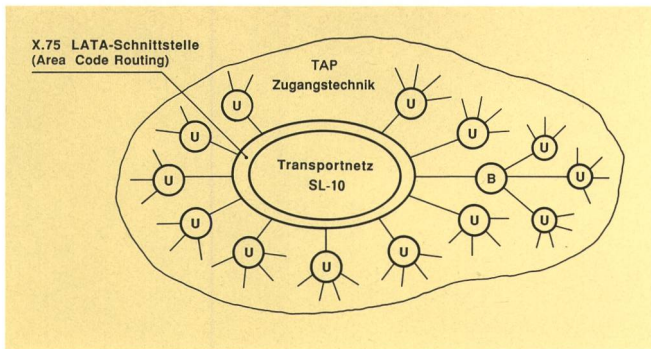 X.75 LATA-Schnittstelle
(Area Code Routing)
TAP
Zugangstechnik
U
U
U
U
U
U
Transportnetz
SL-10
U
B
U
U
U
U
U
U
U